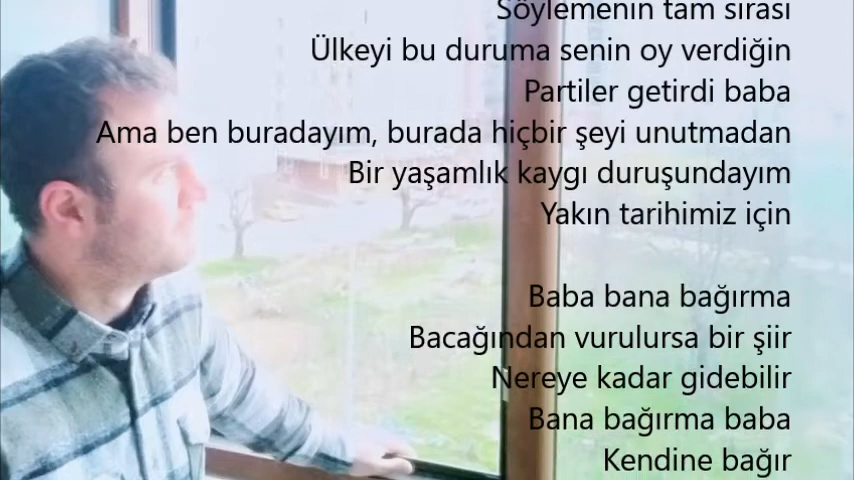 Söylemenin tam sırası
Ülkeyi bu duruma senin oy verdiğin
Partiler getirdi baba
Ama ben buradayım, burada hiçbir şeyi unutmadan
Bir yaşamlık kaygı duruşundayım
Yakın tarihimiz için
Baba bana bağırma
Bacağından vurulursa bir şiir
Nereye kadar gidebilir
Bana bağırma baba
Kendine bağır